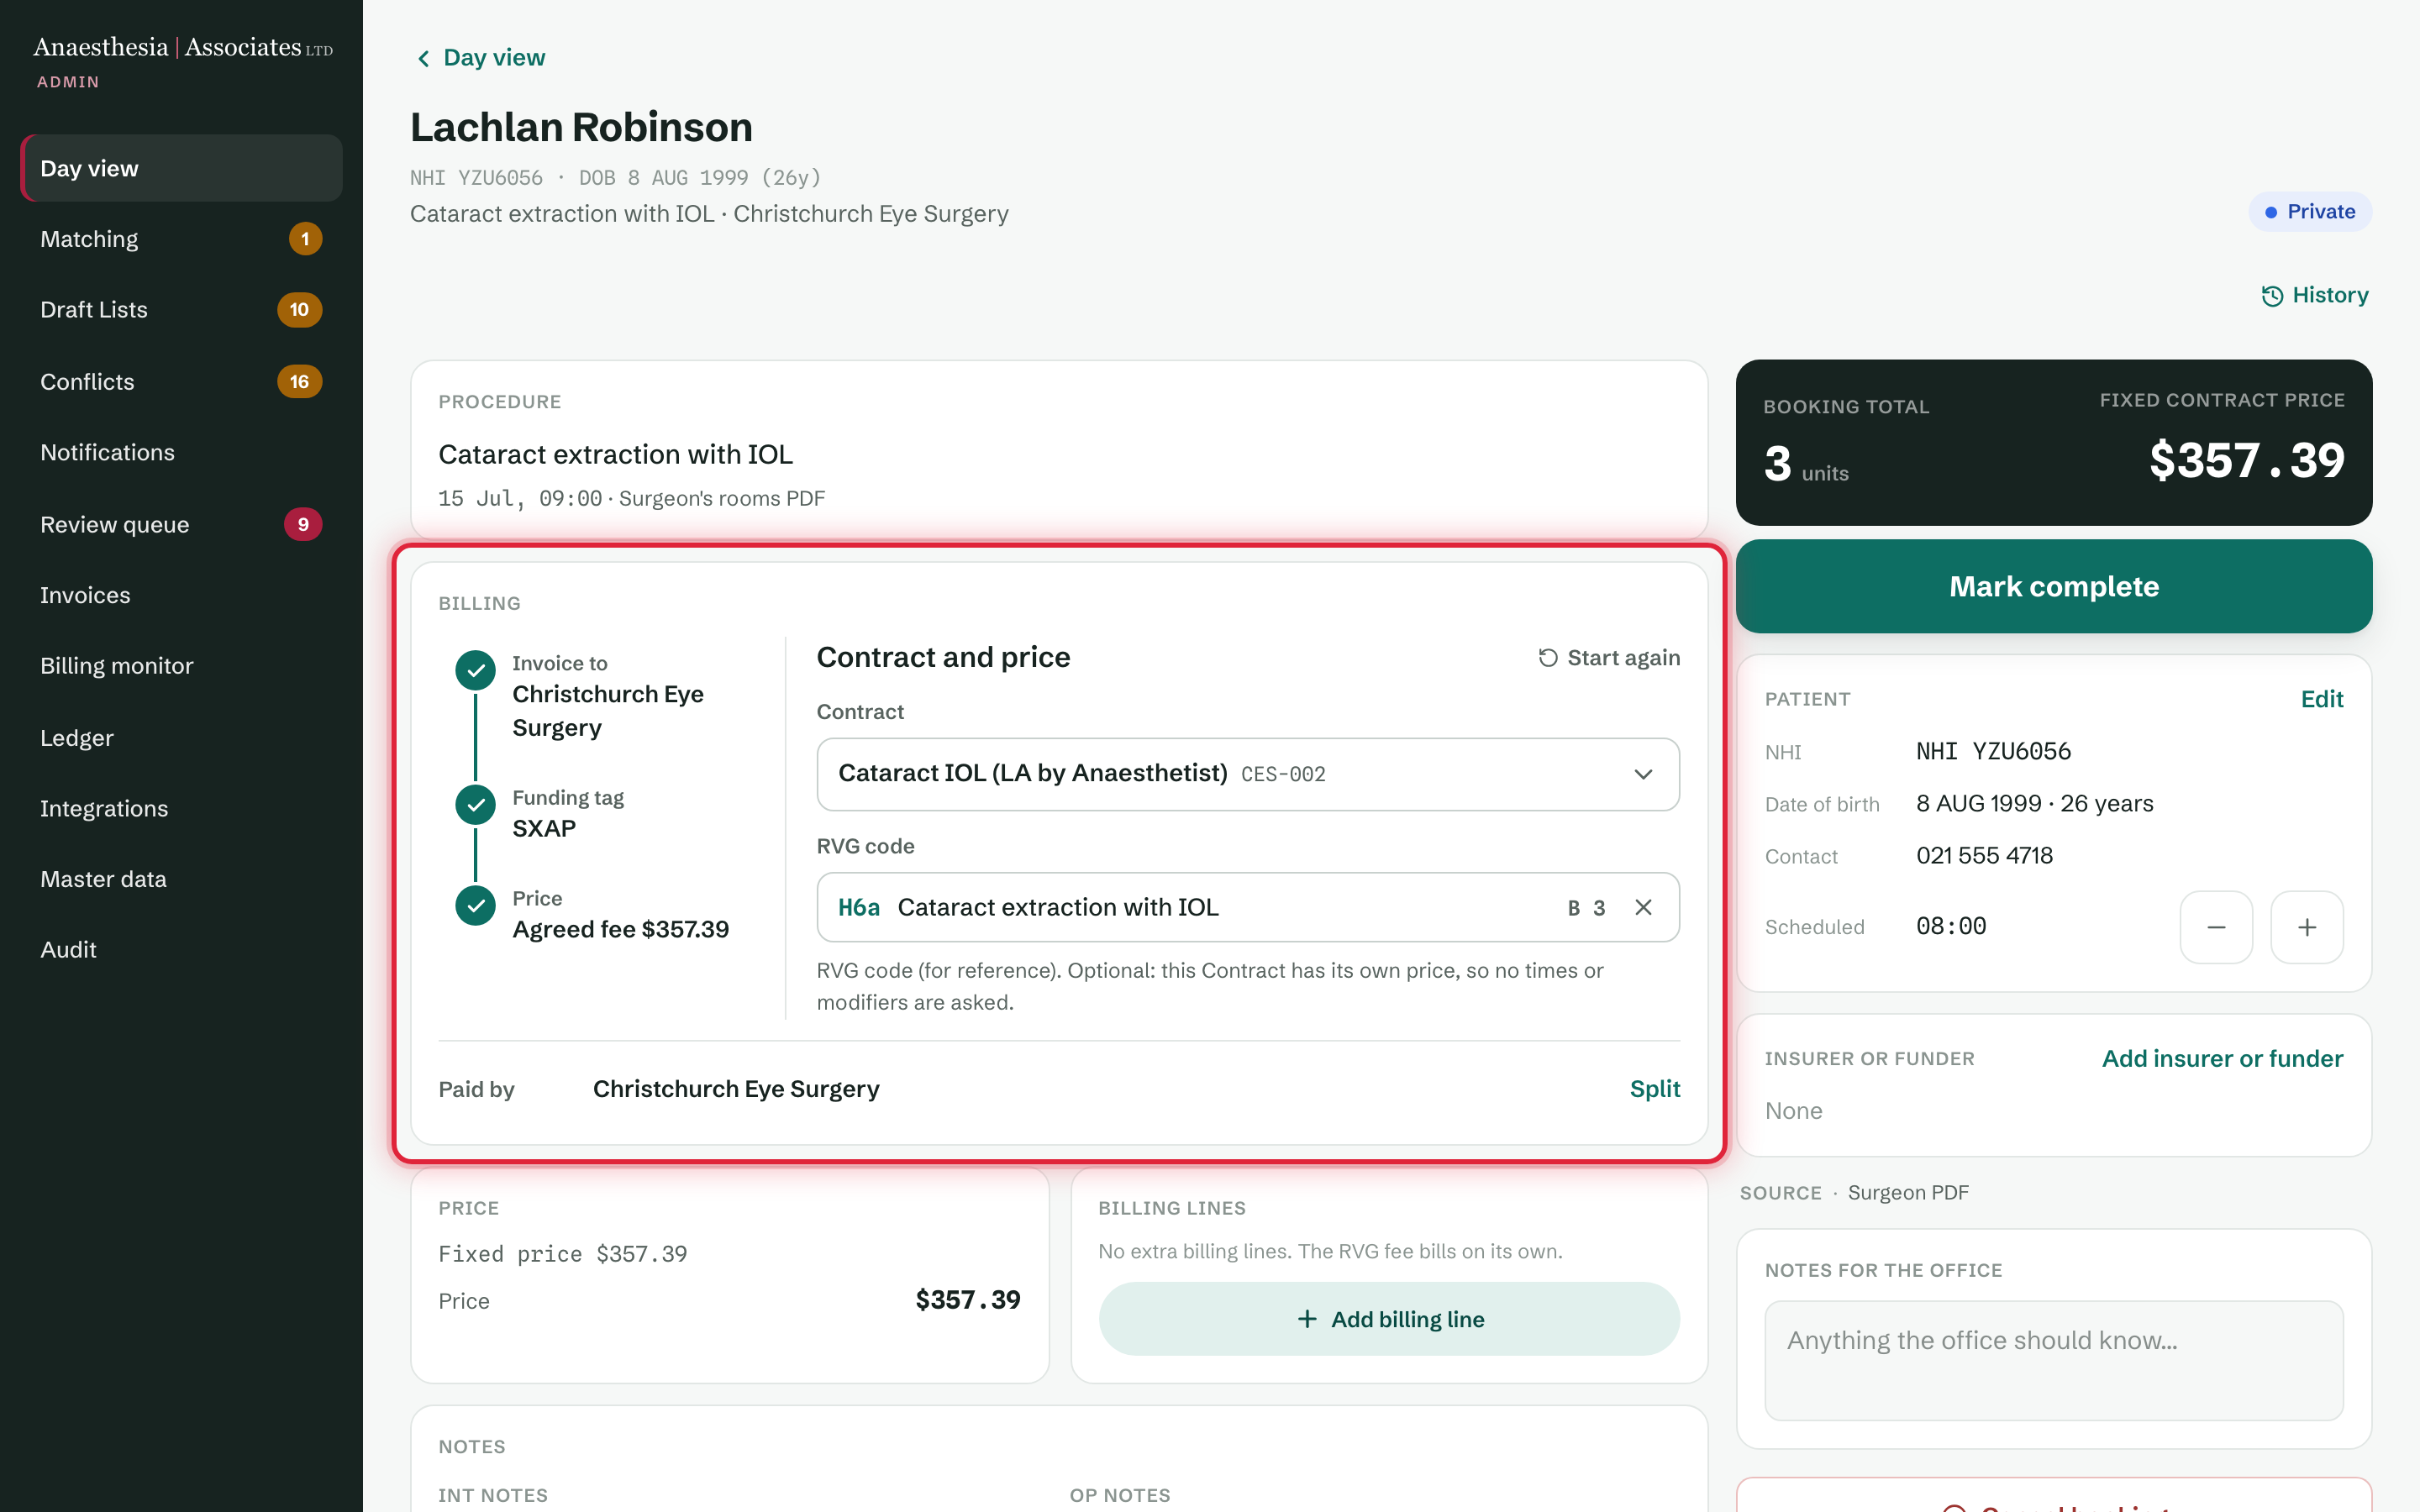 Anaesthesia | Associates LTD
ADMIN
Day view
Matching 1
Draft Lists 10
Conflicts 16
Notifications
Review queue 9
Invoices
Billing monitor
Ledger
Integrations
Master data
Audit
Day view
Lachlan Robinson
NHI YZU6056 · DOB 8 AUG 1999 (26y)
Cataract extraction with IOL · Christchurch Eye Surgery
Private
History
PROCEDURE
Cataract extraction with IOL
15 Jul, 09:00 · Surgeon's rooms PDF
BILLING
Invoice to
Christchurch Eye
Surgery
Funding tag
SXAP
Price
Agreed fee $357.39
Contract and price
Start again
Contract
Cataract IOL (LA by Anaesthetist) CES-002
RVG code
H6a Cataract extraction with IOL B 3
RVG code (for reference). Optional: this Contract has its own price, so no times or
modifiers are asked.
Paid by Christchurch Eye Surgery Split
PRICE
Fixed price $357.39
Price $357.39
BILLING LINES
No extra billing lines. The RVG fee bills on its own.
+ Add billing line
NOTES
INT NOTES OP NOTES
BOOKING TOTAL FIXED CONTRACT PRICE
3 units $357.39
Mark complete
PATIENT Edit
NHI NHI YZU6056
Date of birth 8 AUG 1999 · 26 years
Contact 021 555 4718
Scheduled 08:00 − +
INSURER OR FUNDER Add insurer or funder
None
SOURCE · Surgeon PDF
NOTES FOR THE OFFICE
Anything the office should know...